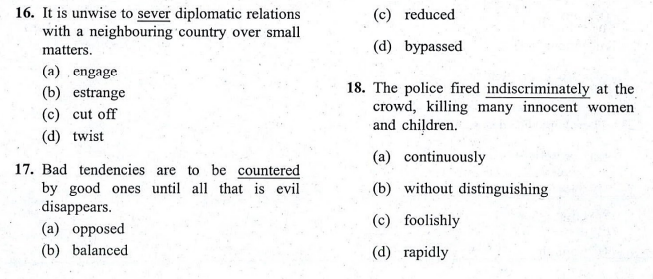 16. It is unwise to sever diplomatic relations
with a neighbouring country over small
matters.
(a) engage
(b) estrange
(c) cut off
(d) twist
17. Bad tendencies are to be countered
by good ones until all that is evil
disappears.
(a) opposed
(b) balanced
(c) reduced
(d) bypassed
18. The police fired indiscriminately at the
crowd, killing many innocent women
and children.
(a) continuously
(b) without distinguishing
(c) foolishly
(d) rapidly